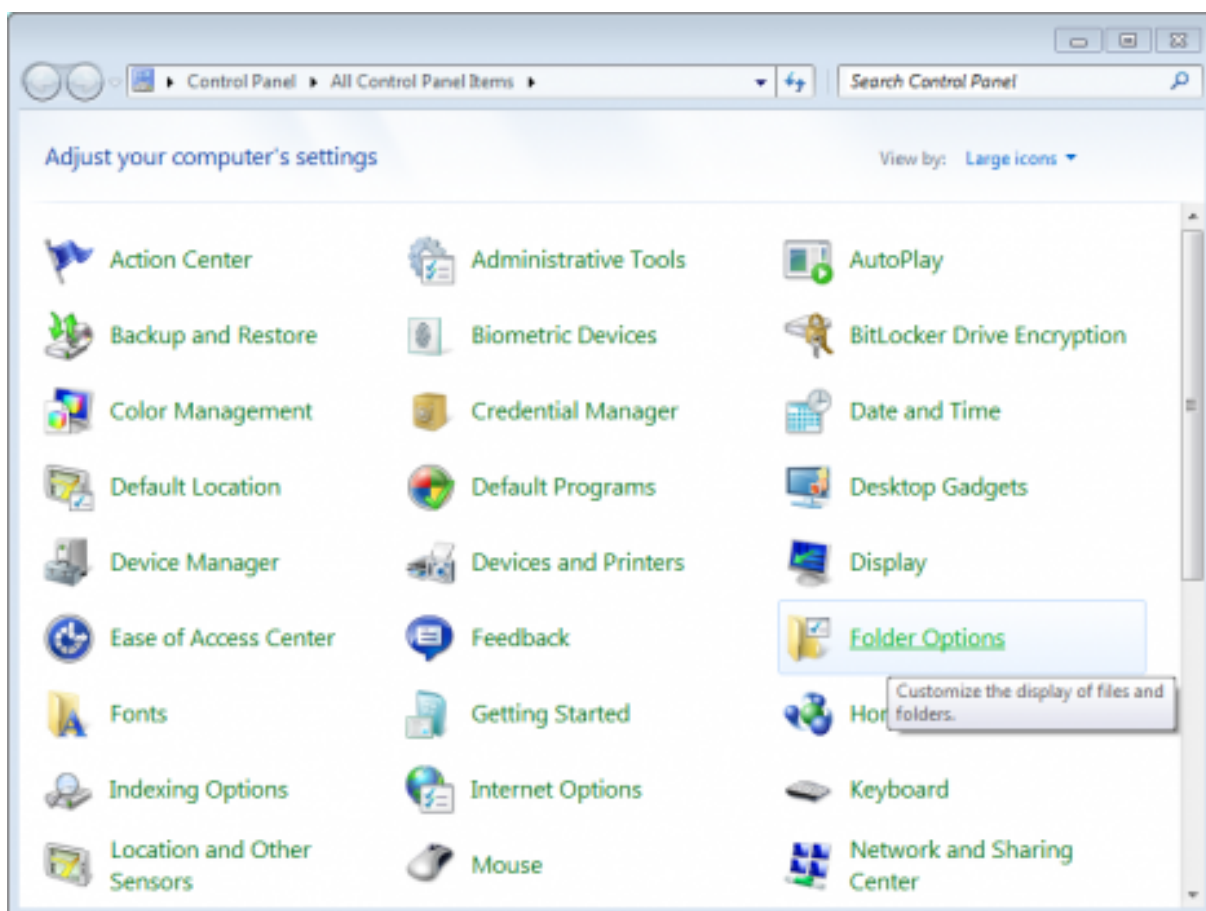 Control Panel ▸ All Control Panel Items ▸
Search Control Panel
Adjust your computer's settings
View by: Large icons
Action Center
Administrative Tools
AutoPlay
Backup and Restore
Biometric Devices
BitLocker Drive Encryption
Color Management
Credential Manager
Date and Time
Default Location
Default Programs
Desktop Gadgets
Device Manager
Devices and Printers
Display
Ease of Access Center
Feedback
Folder Options
Customize the display of files and
folders.
Fonts
Getting Started
Hor
Indexing Options
Internet Options
Keyboard
Location and Other
Sensors
Mouse
Network and Sharing
Center